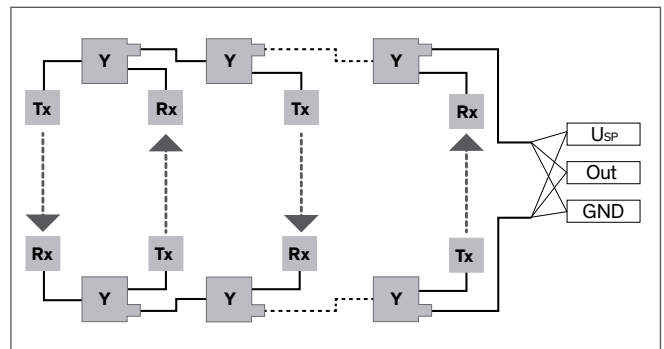 Y Y Y
Tx Rx Tx Rx
USP
Out
GND
Rx Tx Rx Tx
Y Y Y